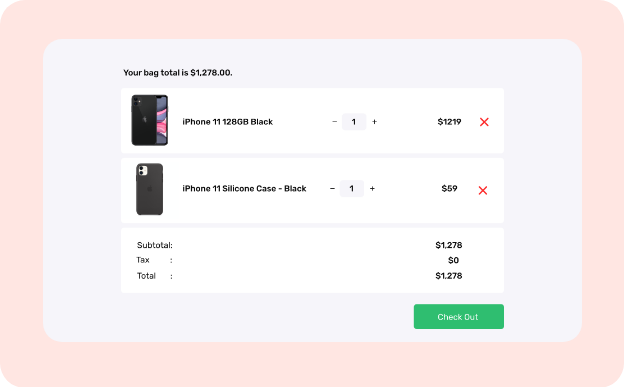 Your bag total is $1,278.00.
iPhone 11 128GB Black − 1 + $1219
iPhone 11 Silicone Case - Black − 1 + $59
Subtotal: $1,278
Tax : $0
Total : $1.278
Check Out